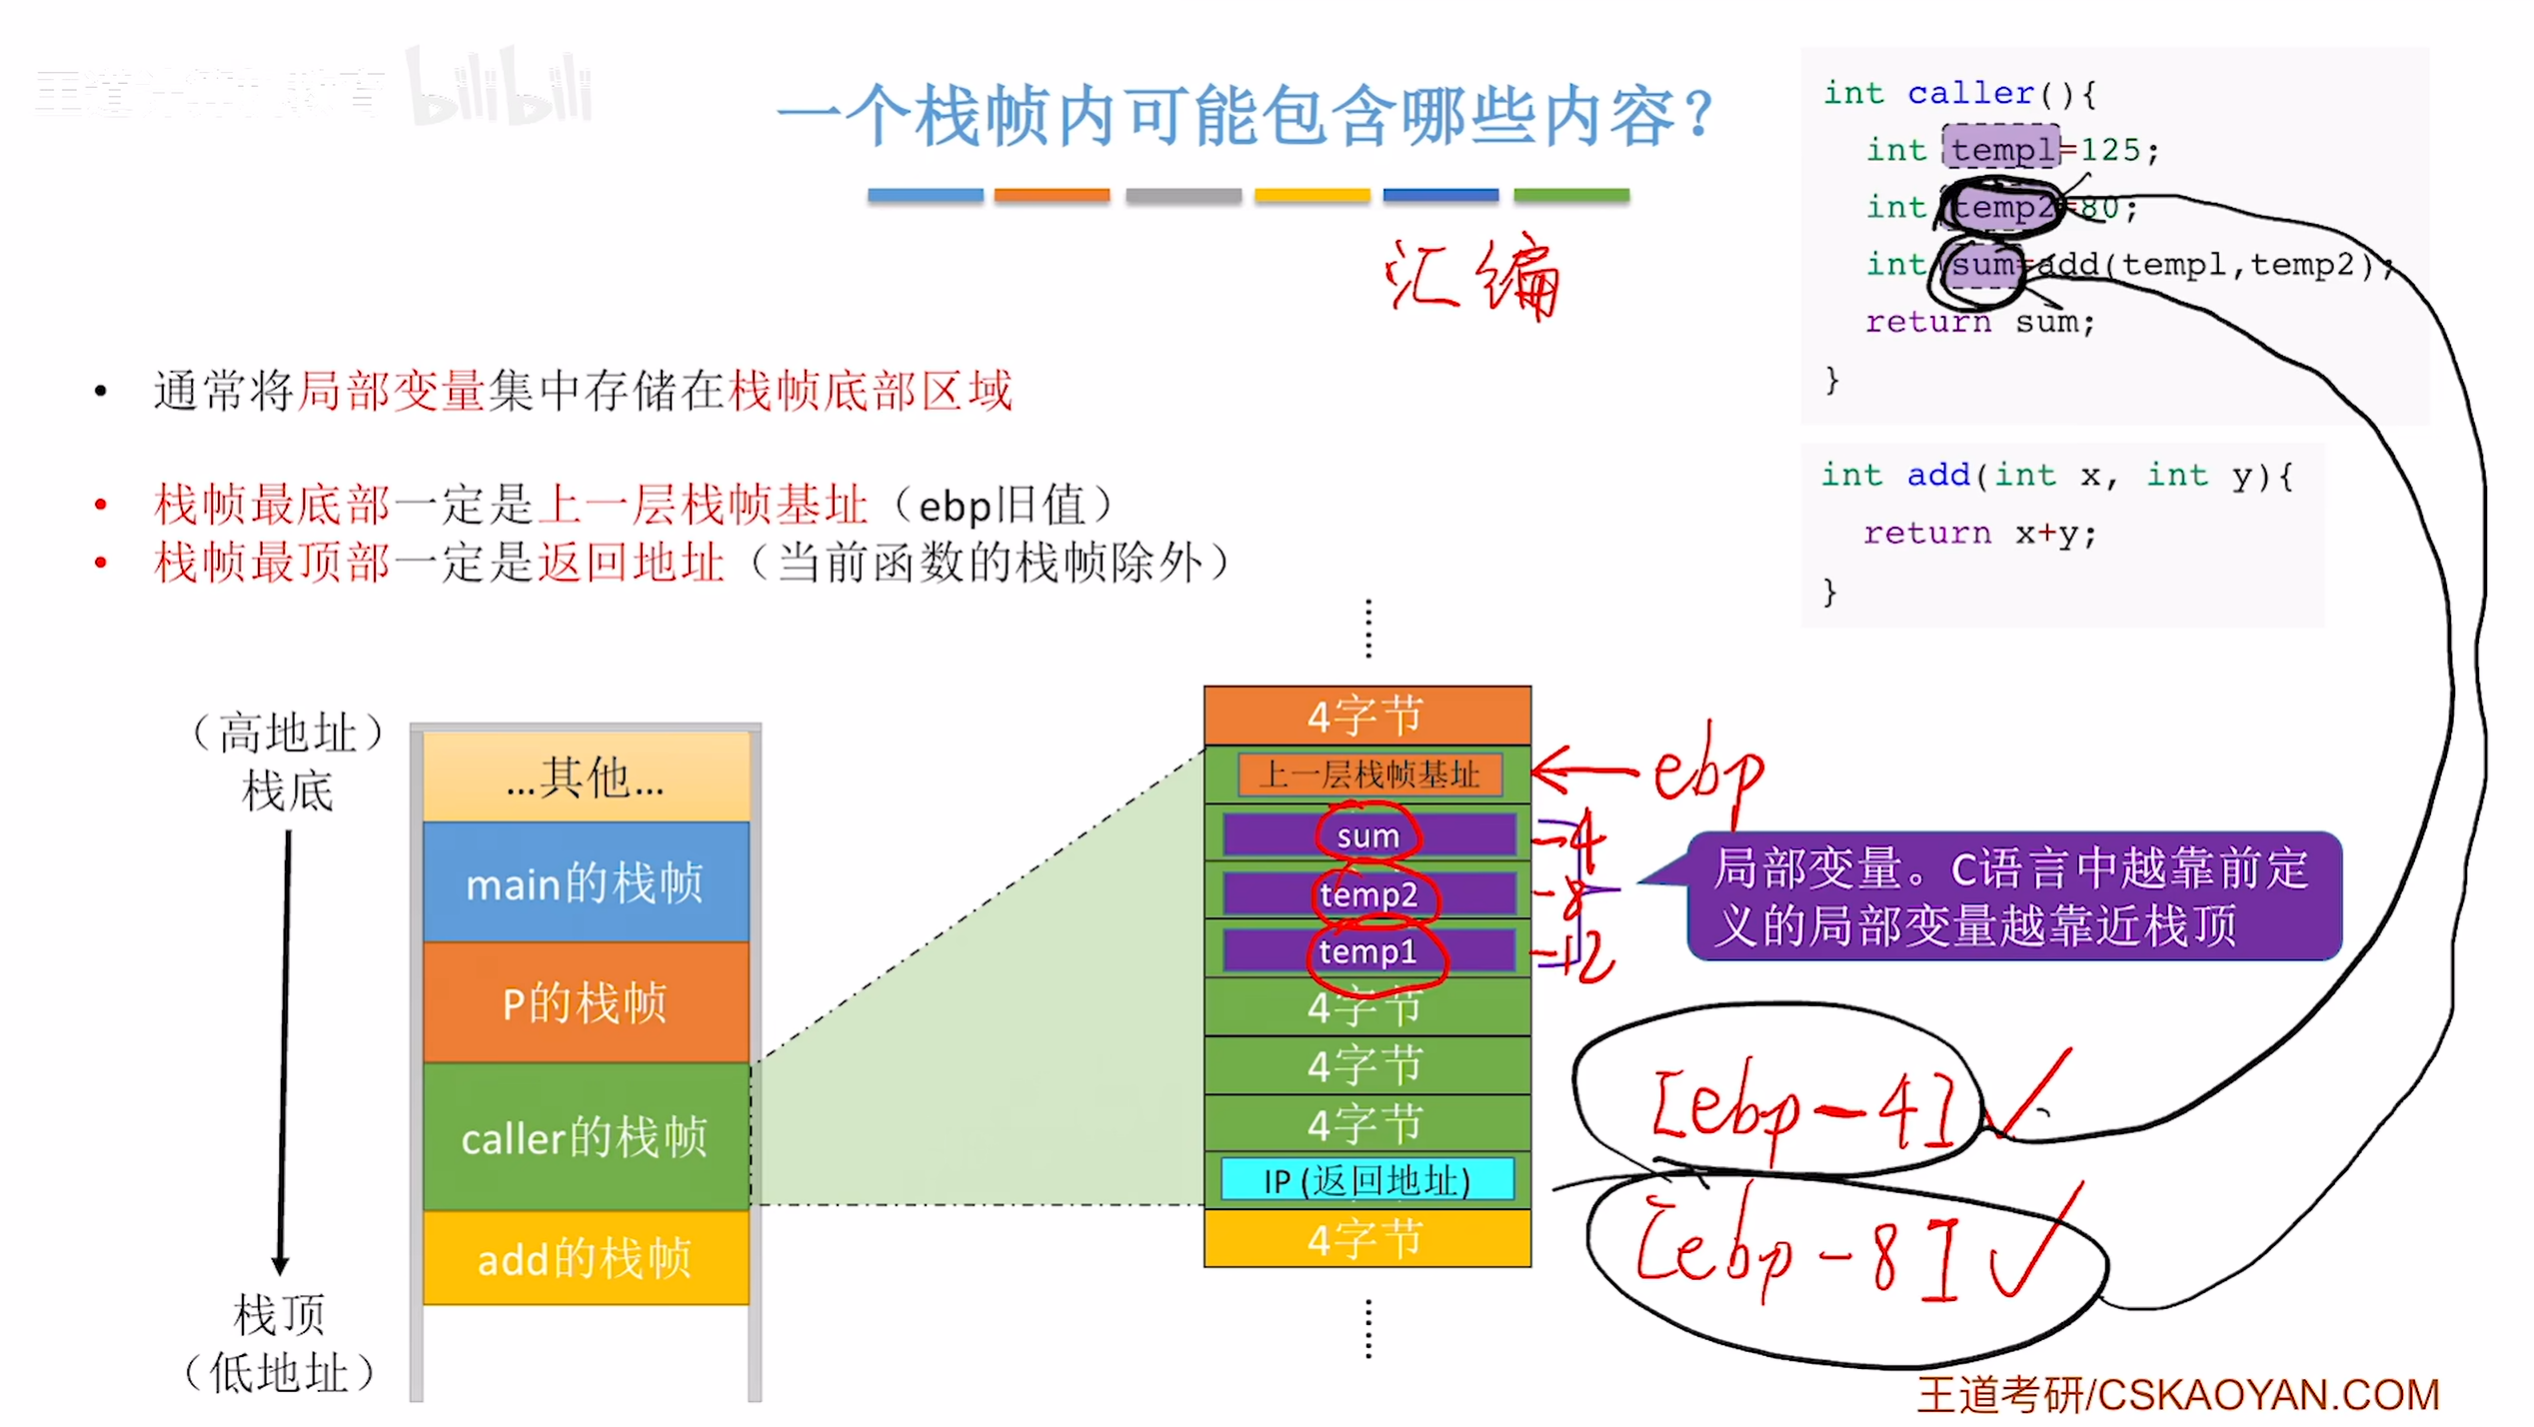 王道计算机教育 bilibili
一个栈帧内可能包含哪些内容？
汇编
int caller(){
int temp1=125;
int temp2=80;
int sum=add(temp1,temp2);
return sum;
}
int add(int x, int y){
return x+y;
}
• 通常将局部变量集中存储在栈帧底部区域
• 栈帧最底部一定是上一层栈帧基址（ebp旧值）
• 栈帧最顶部一定是返回地址（当前函数的栈帧除外）
（高地址）
栈底
栈顶
（低地址）
...其他...
main的栈帧
P的栈帧
caller的栈帧
add的栈帧
4字节
上一层栈帧基址
sum
temp2
temp1
4字节
4字节
4字节
IP (返回地址)
4字节
ebp
-4
-8
-12
局部变量。C语言中越靠前定
义的局部变量越靠近栈顶
[ebp-4]
[ebp-8]
王道考研/CSKAOYAN.COM